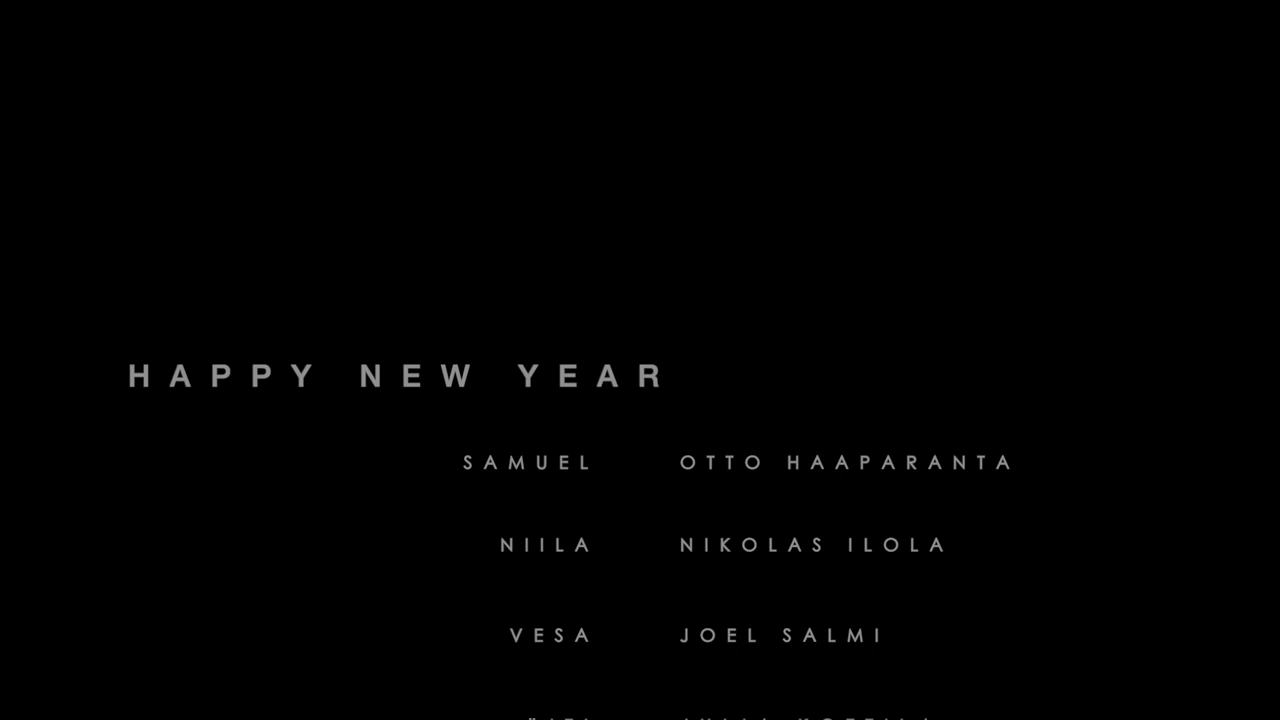 HAPPY NEW YEAR
SAMUEL OTTO HAAPARANTA
NIILA NIKOLAS ILOLA
VESA JOEL SALMI